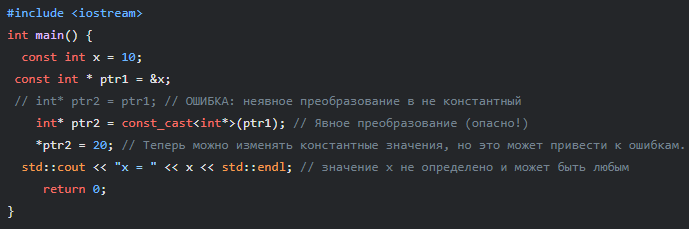 #include <iostream>
int main() {
const int x = 10;
const int * ptr1 = &x;
// int* ptr2 = ptr1; // ОШИБКА: неявное преобразование в не константный
int* ptr2 = const_cast<int*>(ptr1); // Явное преобразование (опасно!)
*ptr2 = 20; // Теперь можно изменять константные значения, но это может привести к ошибкам.
std::cout << "x = " << x << std::endl; // значение x не определено и может быть любым
return 0;
}